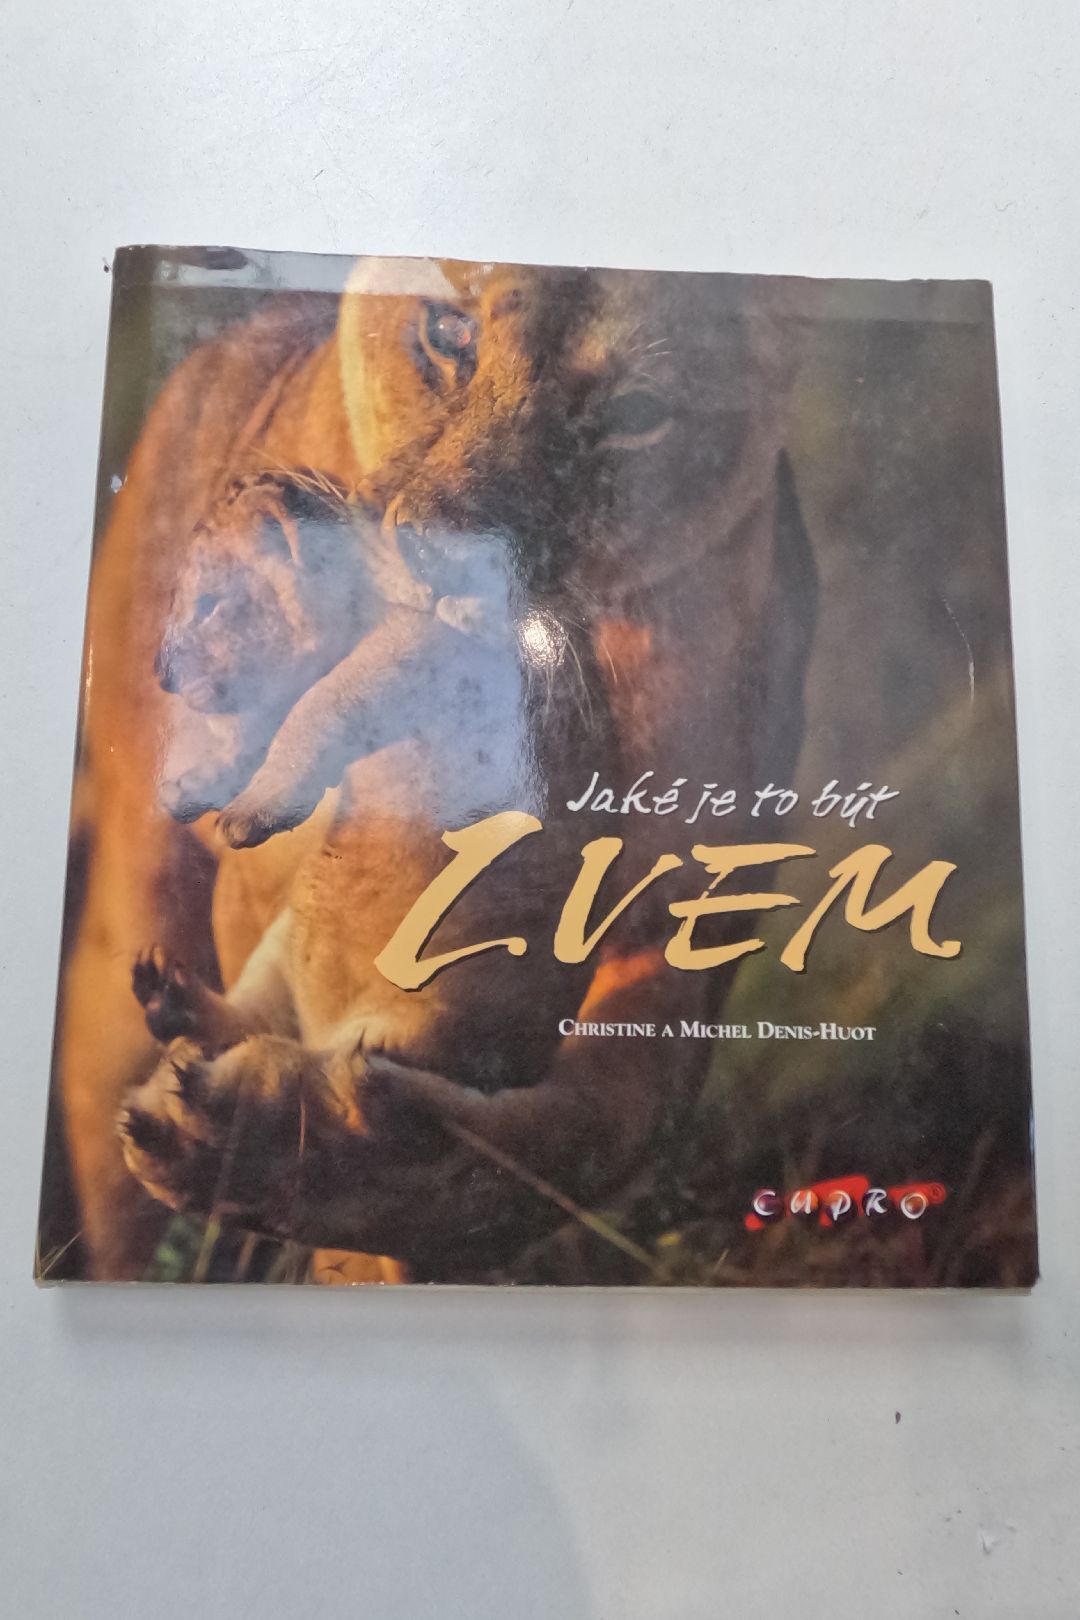 Jaké je to být
LVEM
Christine a Michel Denis-Huot
CUPRO®